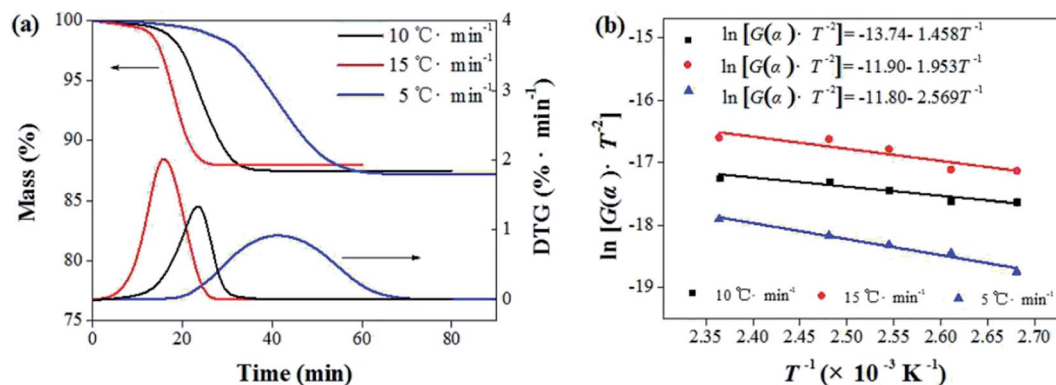 (a)
100
95
90
85
80
75
Mass (%)
0
20
40
60
80
Time (min)
4
3
2
1
0
DTG (% · min⁻¹)
10 ℃· min⁻¹
15 ℃· min⁻¹
5 ℃· min⁻¹
(b)
-15
-16
-17
-18
-19
ln [G(α)· T⁻²]
ln [G(α)· T⁻²]= -13.74- 1.458T⁻¹
ln [G(α)· T⁻²]= -11.90- 1.953T⁻¹
ln [G(α)· T⁻²]= -11.80- 2.569T⁻¹
10 ℃· min⁻¹ 15 ℃· min⁻¹ 5 ℃· min⁻¹
2.35 2.40 2.45 2.50 2.55 2.60 2.65 2.70
T⁻¹ (× 10⁻³ K⁻¹)